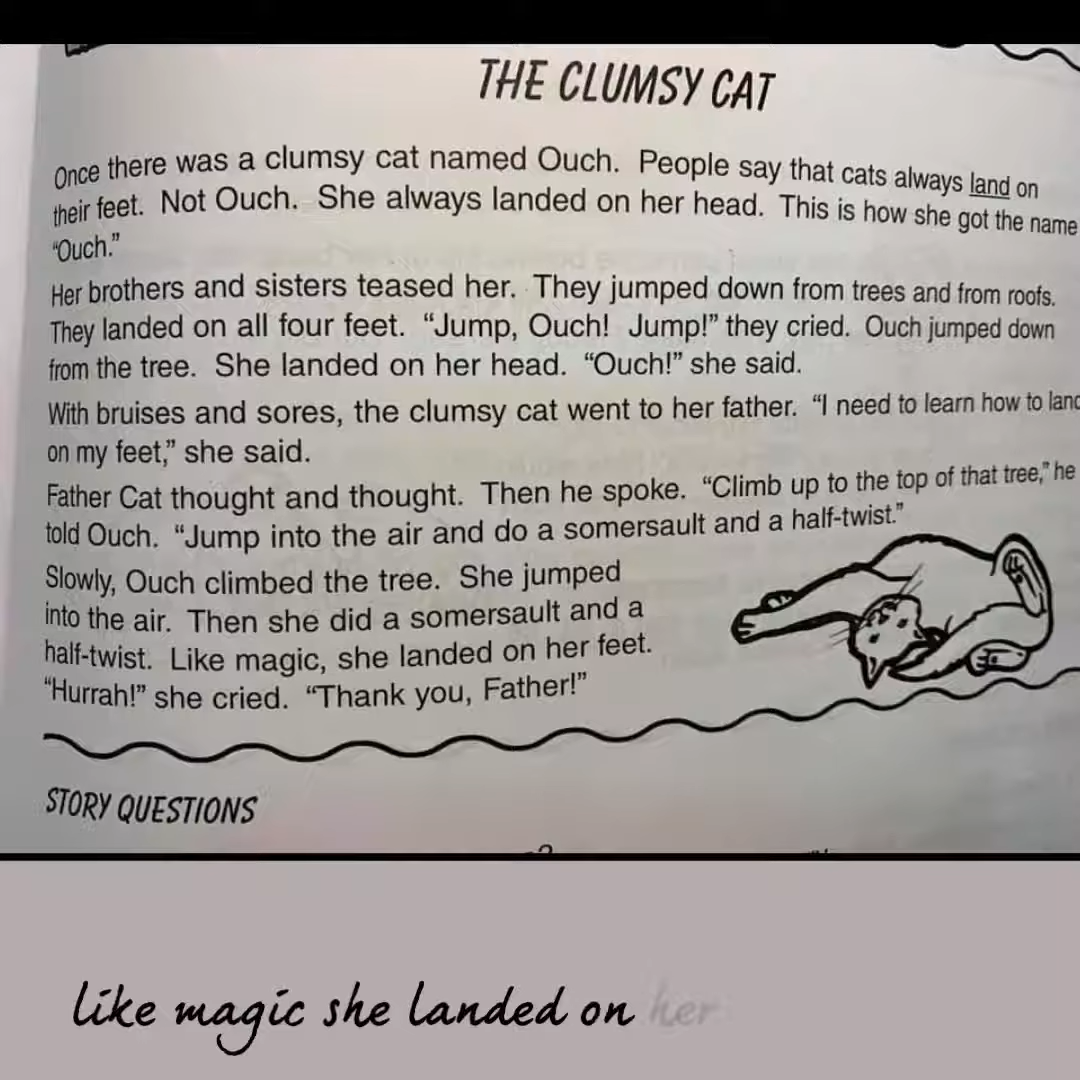 THE CLUMSY CAT
Once there was a clumsy cat named Ouch. People say that cats always land on
their feet. Not Ouch. She always landed on her head. This is how she got the name
“Ouch.”
Her brothers and sisters teased her. They jumped down from trees and from roofs.
They landed on all four feet. “Jump, Ouch! Jump!” they cried. Ouch jumped down
from the tree. She landed on her head. “Ouch!” she said.
With bruises and sores, the clumsy cat went to her father. “I need to learn how to land
on my feet,” she said.
Father Cat thought and thought. Then he spoke. “Climb up to the top of that tree,” he
told Ouch. “Jump into the air and do a somersault and a half-twist.”
Slowly, Ouch climbed the tree. She jumped
into the air. Then she did a somersault and a
half-twist. Like magic, she landed on her feet.
“Hurrah!” she cried. “Thank you, Father!”
STORY QUESTIONS
like magic she landed on her